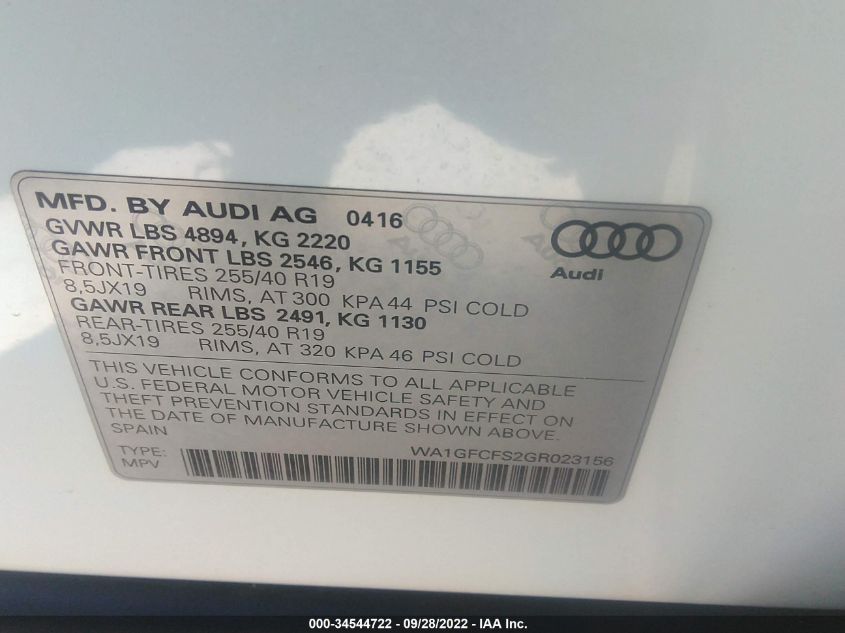 MFD. BY AUDI AG 0416
GVWR LBS 4894, KG 2220
GAWR FRONT LBS 2546, KG 1155
FRONT-TIRES 255/40 R19
8,5JX19 RIMS, AT 300 KPA 44 PSI COLD
GAWR REAR LBS 2491, KG 1130
REAR-TIRES 255/40 R19
8,5JX19 RIMS, AT 320 KPA 46 PSI COLD
Audi
THIS VEHICLE CONFORMS TO ALL APPLICABLE
U.S. FEDERAL MOTOR VEHICLE SAFETY AND
THEFT PREVENTION STANDARDS IN EFFECT ON
THE DATE OF MANUFACTURE SHOWN ABOVE.
SPAIN
TYPE: WA1GFCFS2GR023156
MPV
000-34544722 - 09/28/2022 - IAA Inc.